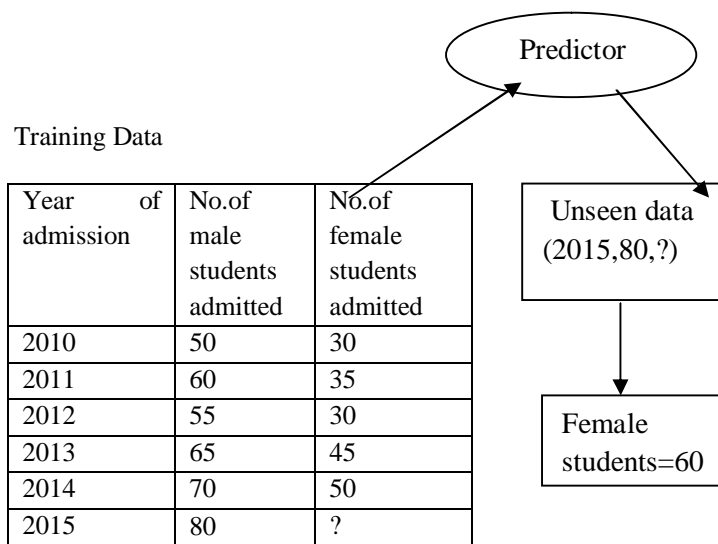 Predictor
Training Data
Year of admission
No.of male students admitted
No.of female students admitted
2010 50 30
2011 60 35
2012 55 30
2013 65 45
2014 70 50
2015 80 ?
Unseen data
(2015,80,?)
Female
students=60